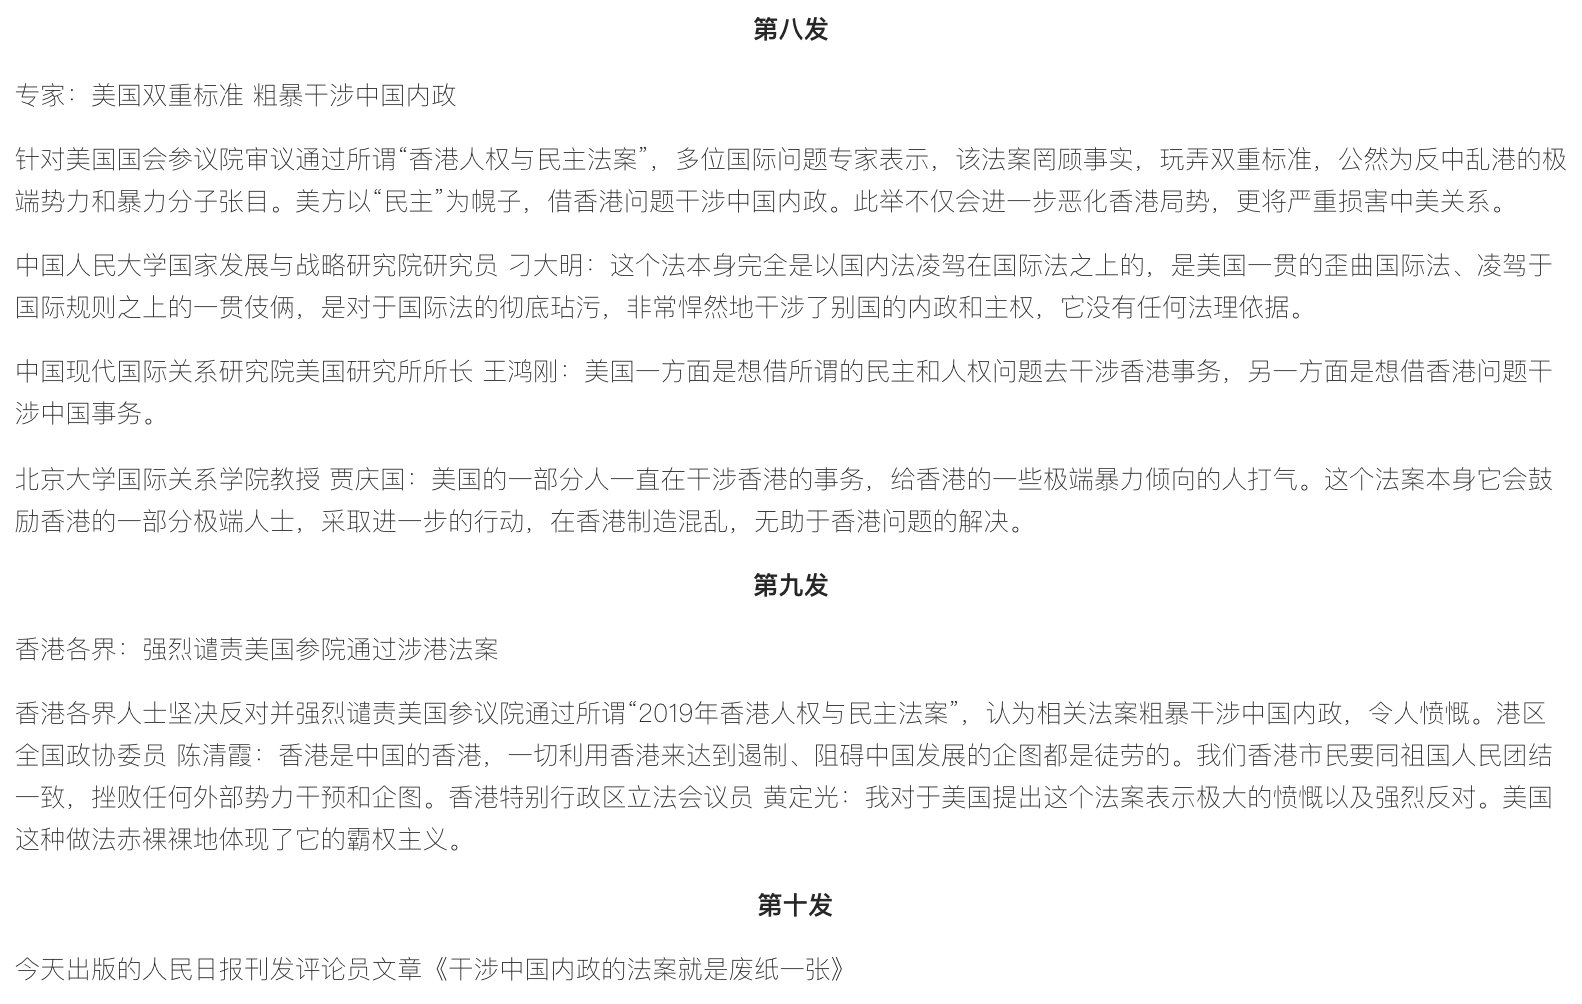 第八发
专家：美国双重标准 粗暴干涉中国内政
针对美国国会参议院审议通过所谓“香港人权与民主法案”，多位国际问题专家表示，该法案罔顾事实，玩弄双重标准，公然为反中乱港的极
端势力和暴力分子张目。美方以“民主”为幌子，借香港问题干涉中国内政。此举不仅会进一步恶化香港局势，更将严重损害中美关系。
中国人民大学国家发展与战略研究院研究员 刁大明：这个法本身完全是以国内法凌驾在国际法之上的，是美国一贯的歪曲国际法、凌驾于
国际规则之上的一贯伎俩，是对于国际法的彻底玷污，非常悍然地干涉了别国的内政和主权，它没有任何法理依据。
中国现代国际关系研究院美国研究所所长 王鸿刚：美国一方面是想借所谓的民主和人权问题去干涉香港事务，另一方面是想借香港问题干
涉中国事务。
北京大学国际关系学院教授 贾庆国：美国的一部分人一直在干涉香港的事务，给香港的一些极端暴力倾向的人打气。这个法案本身它会鼓
励香港的一部分极端人士，采取进一步的行动，在香港制造混乱，无助于香港问题的解决。
第九发
香港各界：强烈谴责美国参院通过涉港法案
香港各界人士坚决反对并强烈谴责美国参议院通过所谓“2019年香港人权与民主法案”，认为相关法案粗暴干涉中国内政，令人愤慨。港区
全国政协委员 陈清霞：香港是中国的香港，一切利用香港来达到遏制、阻碍中国发展的企图都是徒劳的。我们香港市民要同祖国人民团结
一致，挫败任何外部势力干预和企图。香港特别行政区立法会议员 黄定光：我对于美国提出这个法案表示极大的愤慨以及强烈反对。美国
这种做法赤裸裸地体现了它的霸权主义。
第十发
今天出版的人民日报刊发评论员文章《干涉中国内政的法案就是废纸一张》